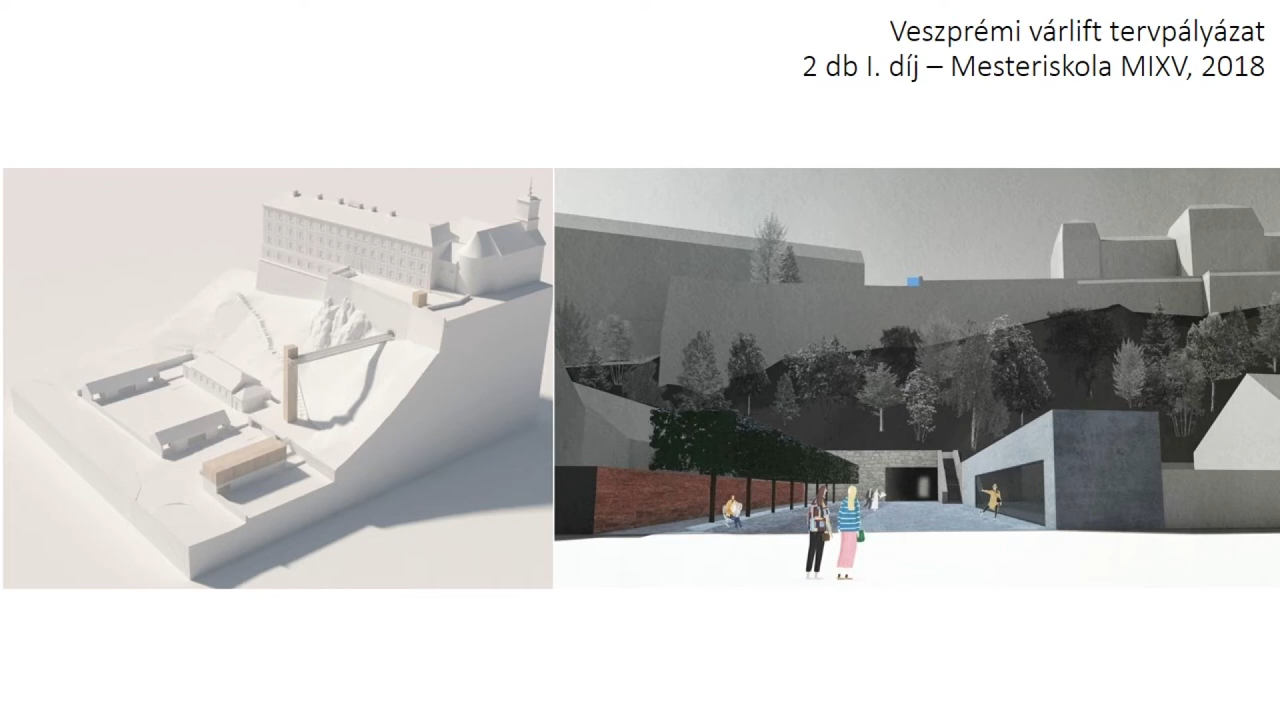 Veszprémi várlift tervpályázat
2 db I. díj – Mesteriskola MIXV, 2018